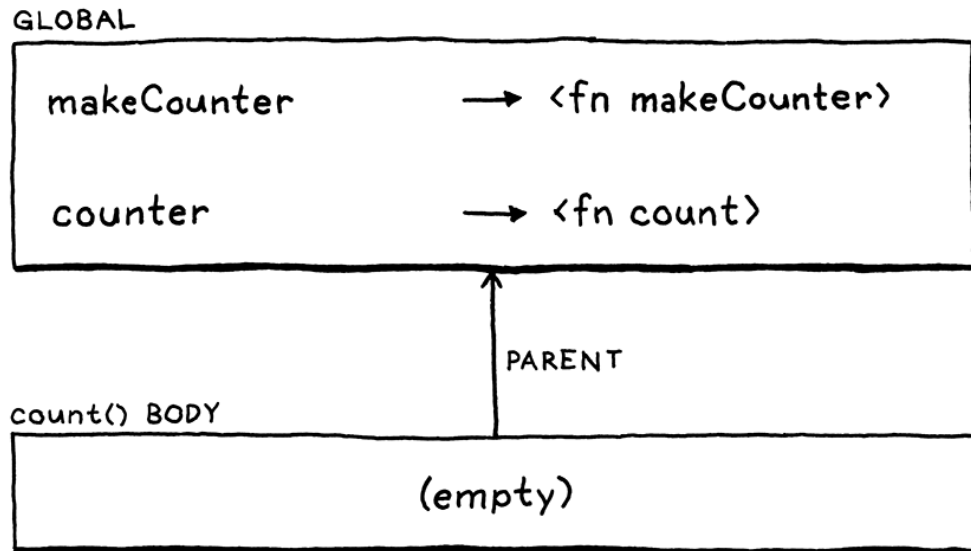 GLOBAL
makeCounter → <fn makeCounter>
counter → <fn count>
PARENT
count() BODY
(empty)